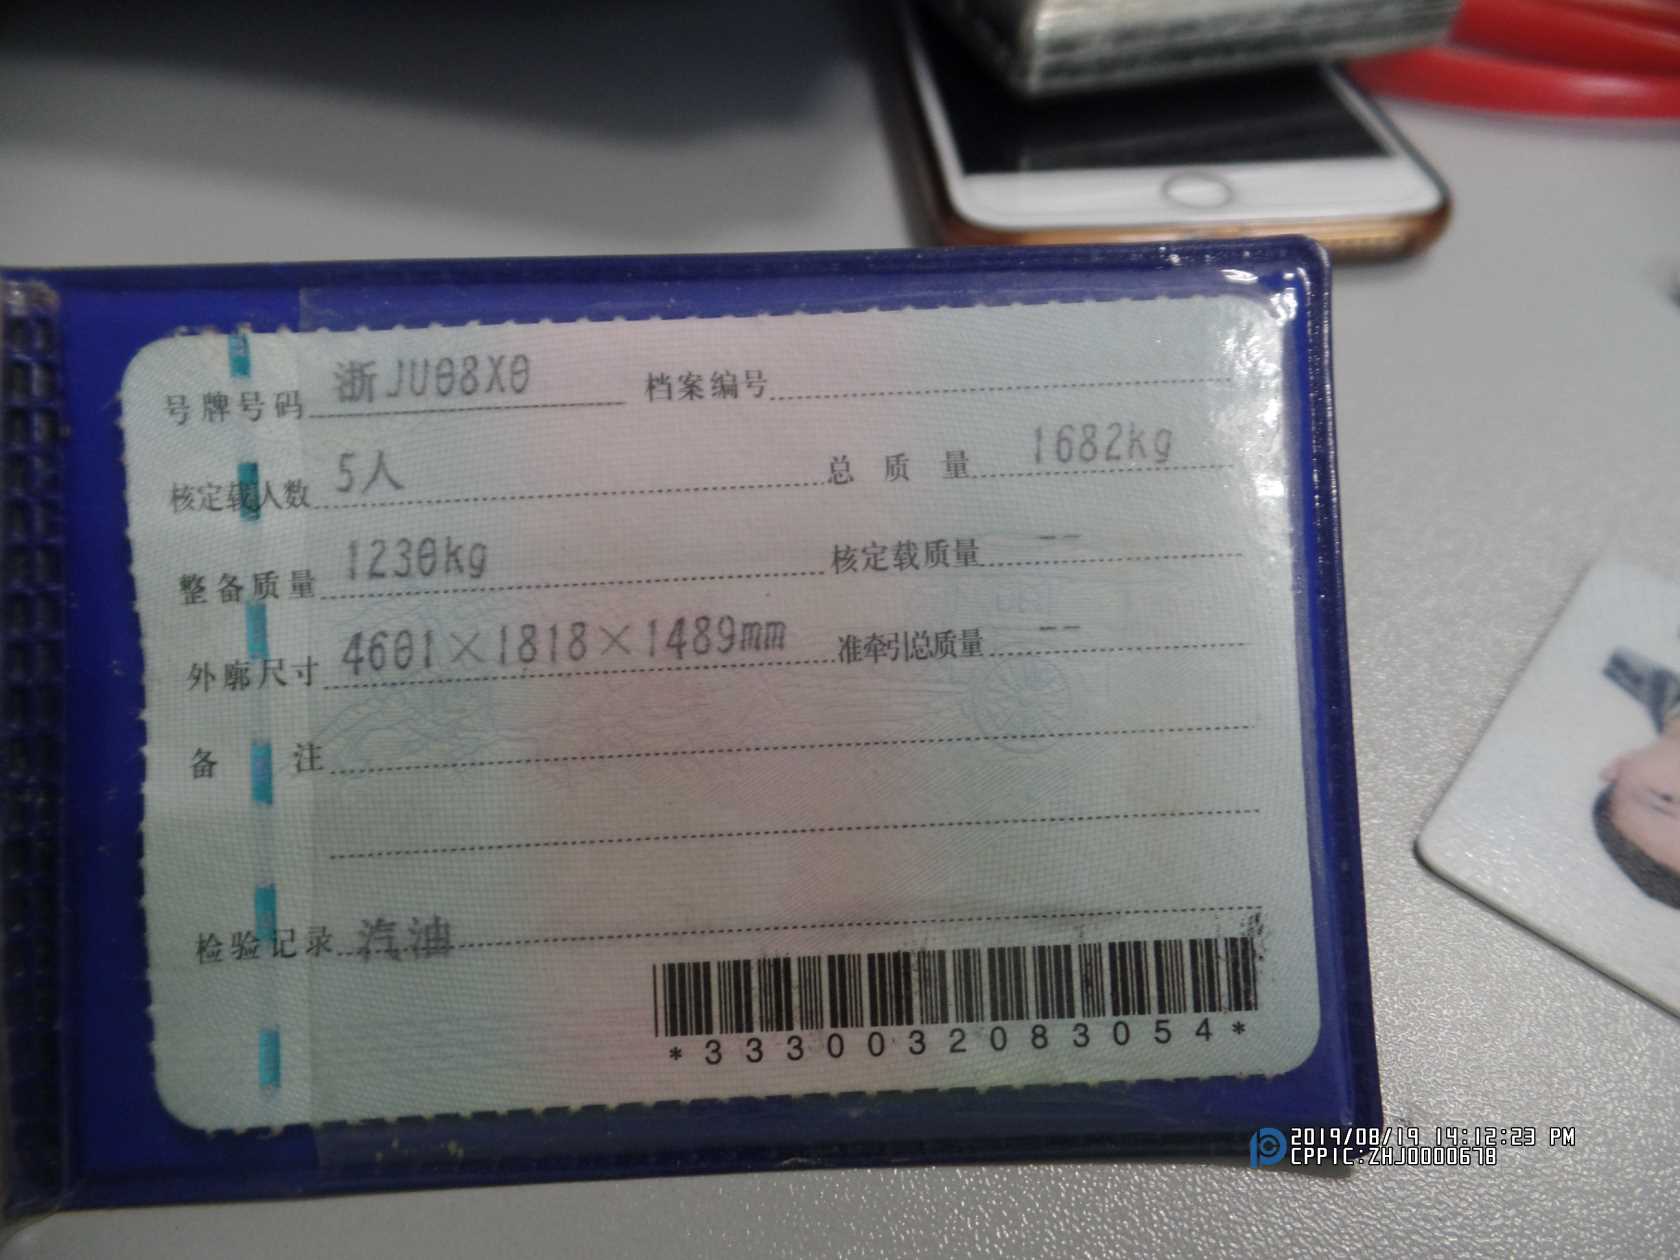 号牌号码 浙JU08X0 档案编号
核定载人数 5人 总质量 1682kg
整备质量 1230kg 核定载质量 --
外廓尺寸 4601×1818×1489mm 准牵引总质量 --
备注
检验记录 汽油
*3330032083054*
2019/08/19 14:12:23 PM
CPPIC:ZHJ0000678